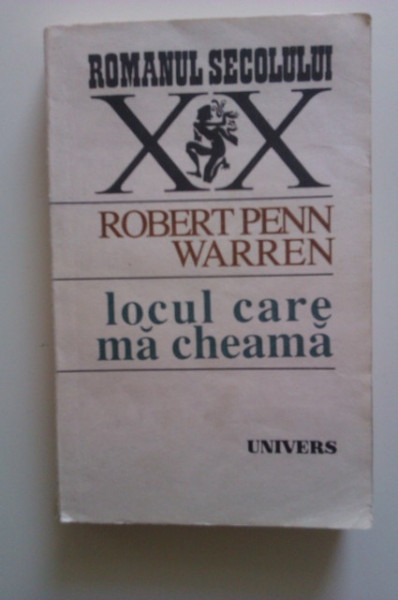 ROMANUL SECOLULUI
XX
ROBERT PENN
WARREN
locul care
mă cheamă
UNIVERS